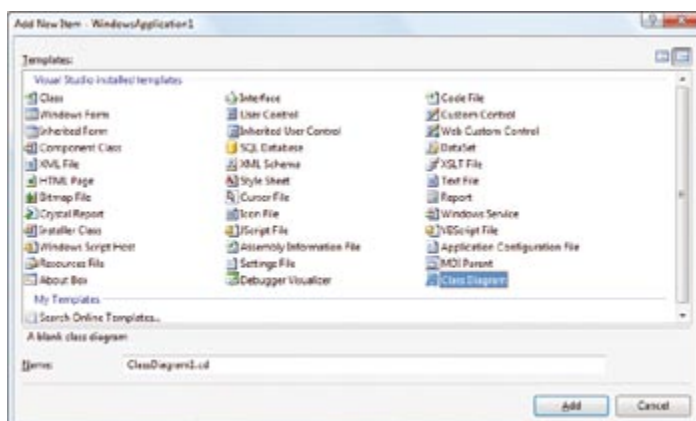 Add New Item - WindowsApplication1
Templates:
Visual Studio installed templates
Class
Interface
Code File
Windows Form
User Control
Custom Control
Inherited Form
Inherited User Control
Web Custom Control
Component Class
SQL Database
DataSet
XML File
XML Schema
XSLT File
HTML Page
Style Sheet
Text File
Bitmap File
Cursor File
Report
Crystal Report
Icon File
Windows Service
Installer Class
JScript File
VBScript File
Windows Script Host
Assembly Information File
Application Configuration File
Resources File
Settings File
MDI Parent
About Box
Debugger Visualizer
Class Diagram
My Templates
Search Online Templates...
A blank class diagram
Name:
ClassDiagram1.cd
Add
Cancel